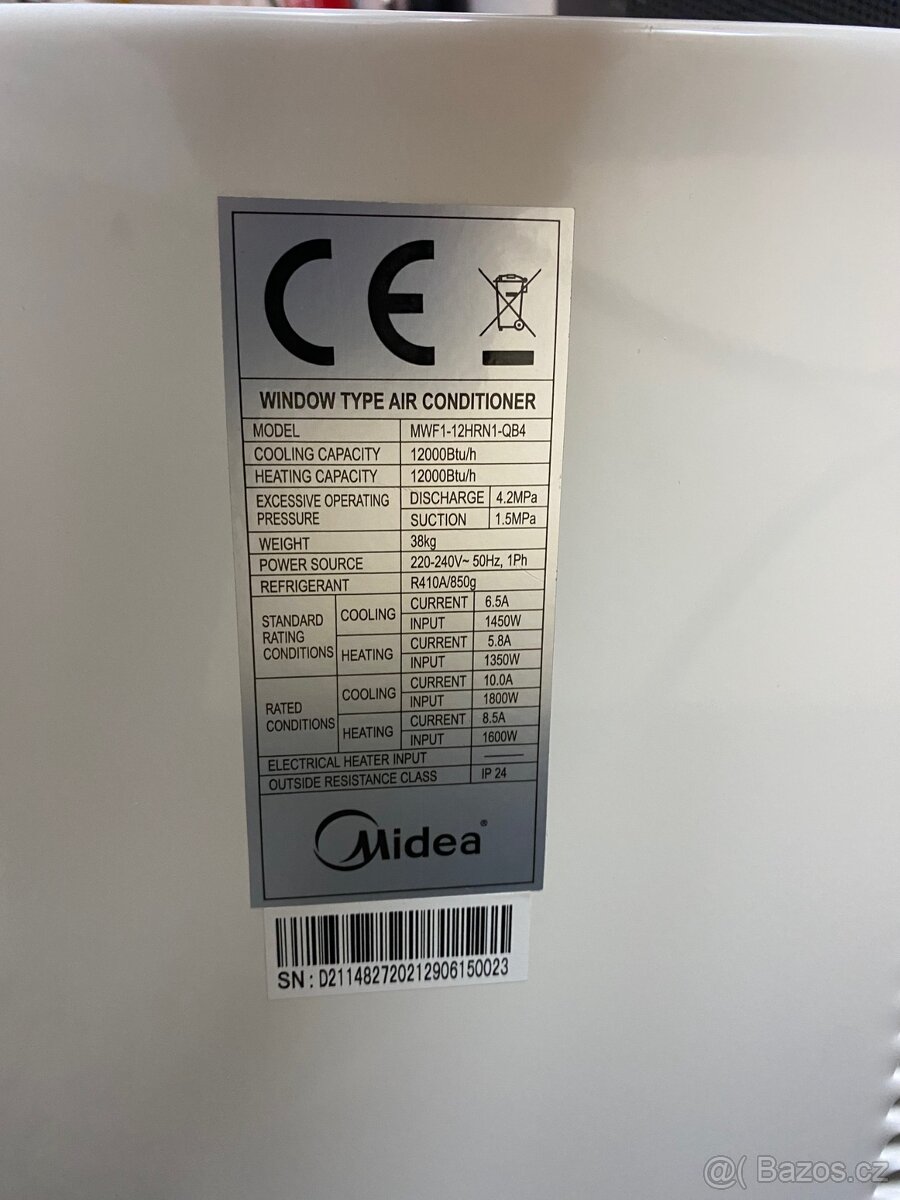 CE
WINDOW TYPE AIR CONDITIONER
MODEL MWF1-12HRN1-QB4
COOLING CAPACITY 12000Btu/h
HEATING CAPACITY 12000Btu/h
EXCESSIVE OPERATING PRESSURE DISCHARGE 4.2MPa
SUCTION 1.5MPa
WEIGHT 38kg
POWER SOURCE 220-240V~ 50Hz, 1Ph
REFRIGERANT R410A/850g
STANDARD RATING CONDITIONS COOLING CURRENT 6.5A
INPUT 1450W
HEATING CURRENT 5.8A
INPUT 1350W
RATED CONDITIONS COOLING CURRENT 10.0A
INPUT 1800W
HEATING CURRENT 8.5A
INPUT 1600W
ELECTRICAL HEATER INPUT ———
OUTSIDE RESISTANCE CLASS IP 24
Midea®
SN : D211482720212906150023
@( Bazos.cz